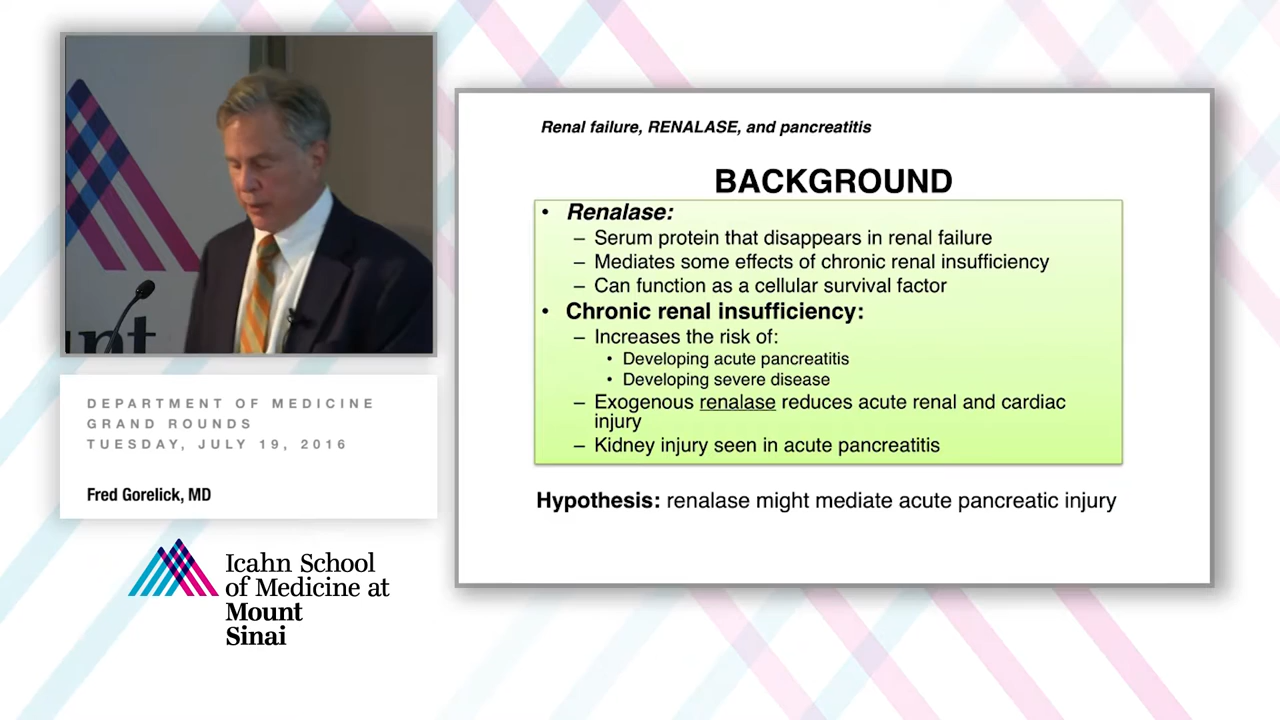 unt
DEPARTMENT OF MEDICINE
GRAND ROUNDS
TUESDAY, JULY 19, 2016
Fred Gorelick, MD
Icahn School
of Medicine at
Mount
Sinai
Renal failure, RENALASE, and pancreatitis
BACKGROUND
• Renalase:
– Serum protein that disappears in renal failure
– Mediates some effects of chronic renal insufficiency
– Can function as a cellular survival factor
• Chronic renal insufficiency:
– Increases the risk of:
• Developing acute pancreatitis
• Developing severe disease
– Exogenous renalase reduces acute renal and cardiac
injury
– Kidney injury seen in acute pancreatitis
Hypothesis: renalase might mediate acute pancreatic injury